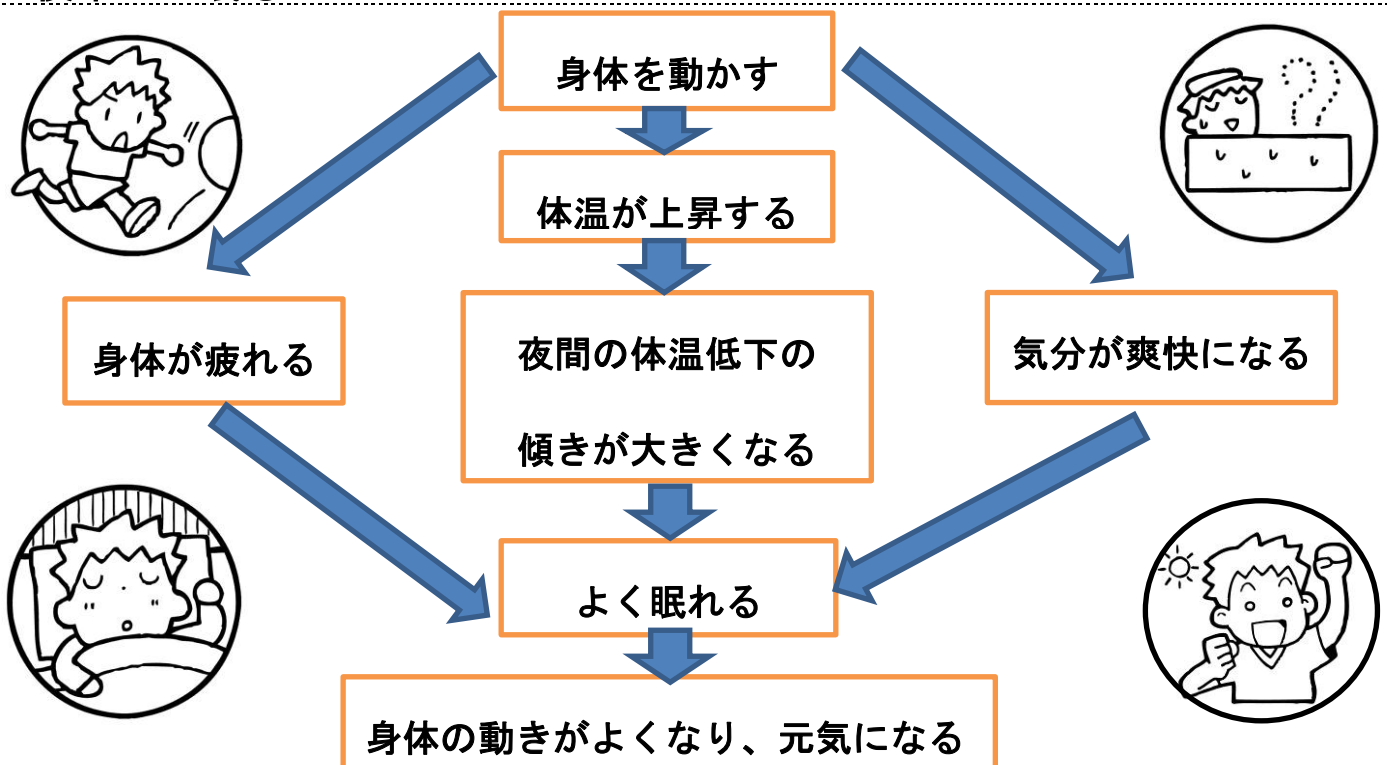 身体を動かす
体温が上昇する
身体が疲れる
夜間の体温低下の
傾きが大きくなる
気分が爽快になる
よく眠れる
身体の動きがよくなり、元気になる